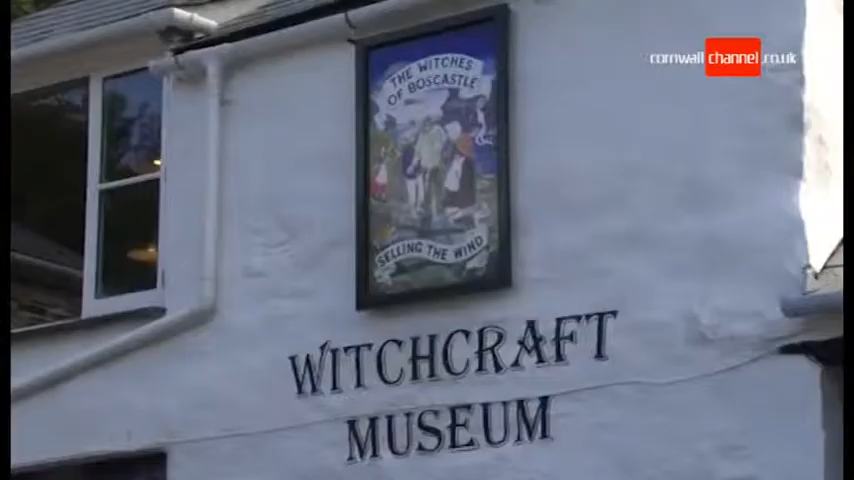 cornwall channel.co.uk
THE WITCHES
OF BOSCASTLE
SELLING THE WIND
WITCHCRAFT
MUSEUM